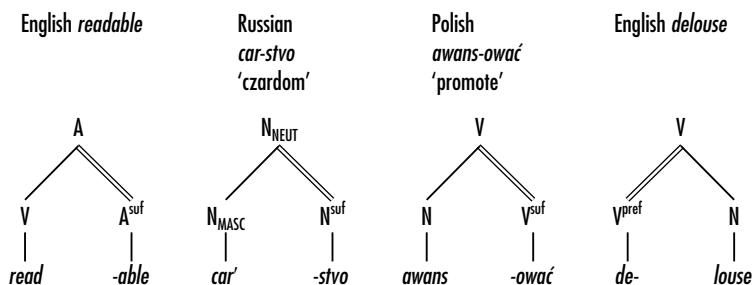 English readable
Russian
car-stvo
‘czardom’
Polish
awans-ować
‘promote’
English delouse
A
N_NEUT
V
V
V
A^suf
N_MASC
N^suf
N
V^suf
V^pref
N
read
-able
car'
-stvo
awans
-ować
de-
louse